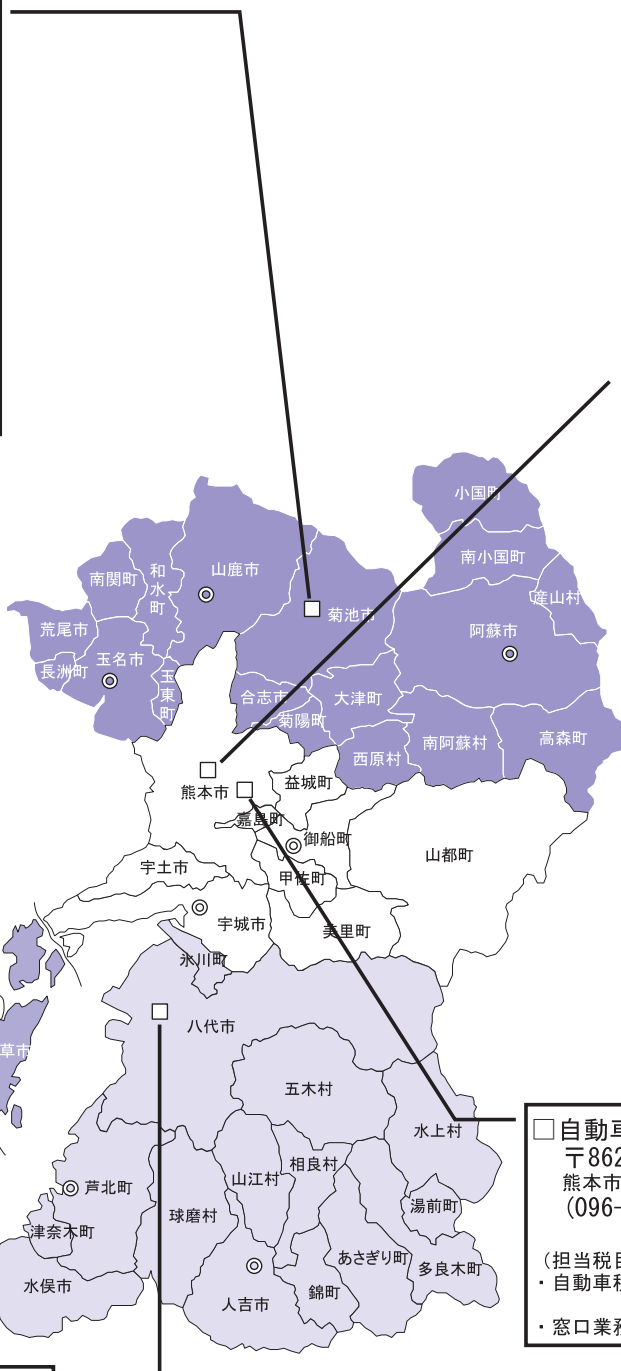 小国町
南小国町
産山村
山鹿市
和水町
南関町
菊池市
阿蘇市
荒尾市
玉名市
長洲町
玉東町
合志市
大津町
菊陽町
西原村
南阿蘇村
高森町
熊本市
益城町
嘉島町
御船町
山都町
宇土市
甲佐町
宇城市
美里町
氷川町
八代市
草市
五木村
水上村
相良村
山江村
芦北町
湯前町
球磨村
津奈木町
あさぎり町
多良木町
水俣市
錦町
人吉市
□自動車
〒862
熊本市
(096-
(担当税目
・自動車税
・窓口業務